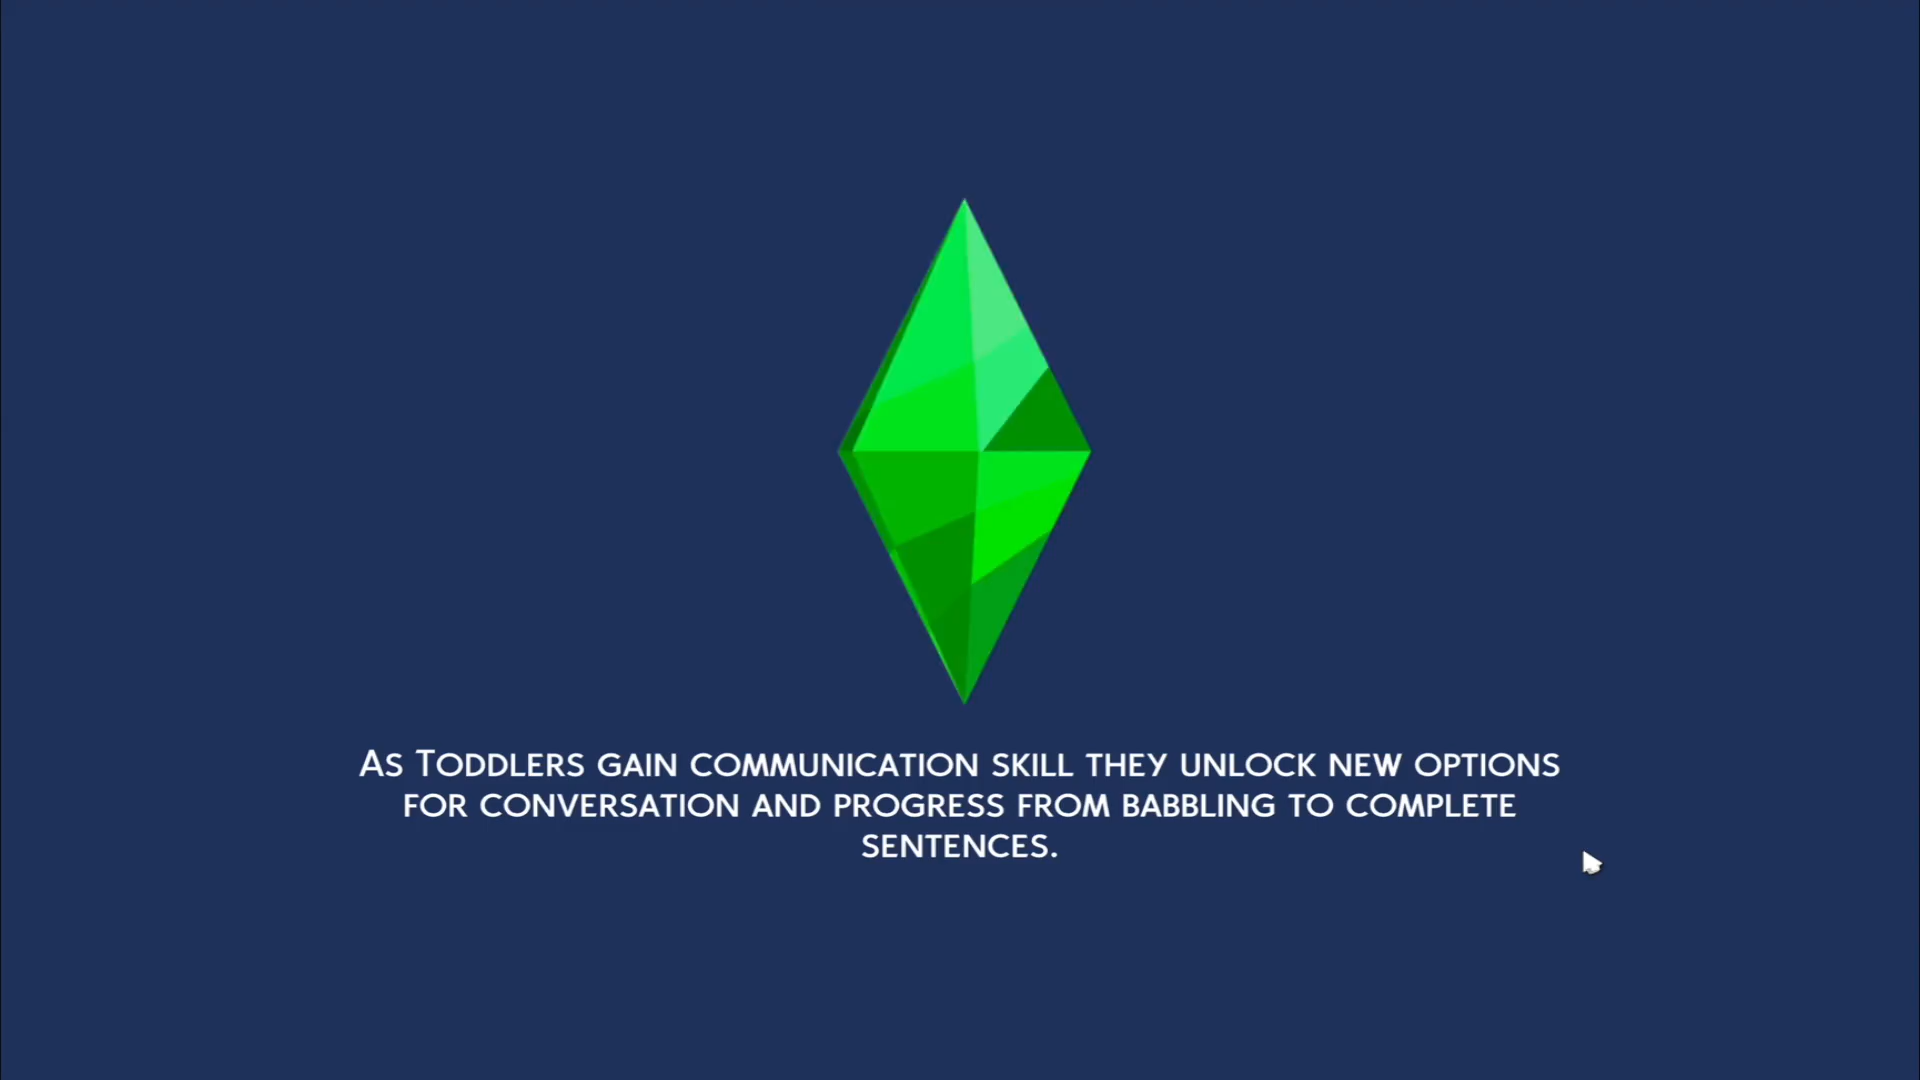 As Toddlers gain communication skill they unlock new options
for conversation and progress from babbling to complete
sentences.